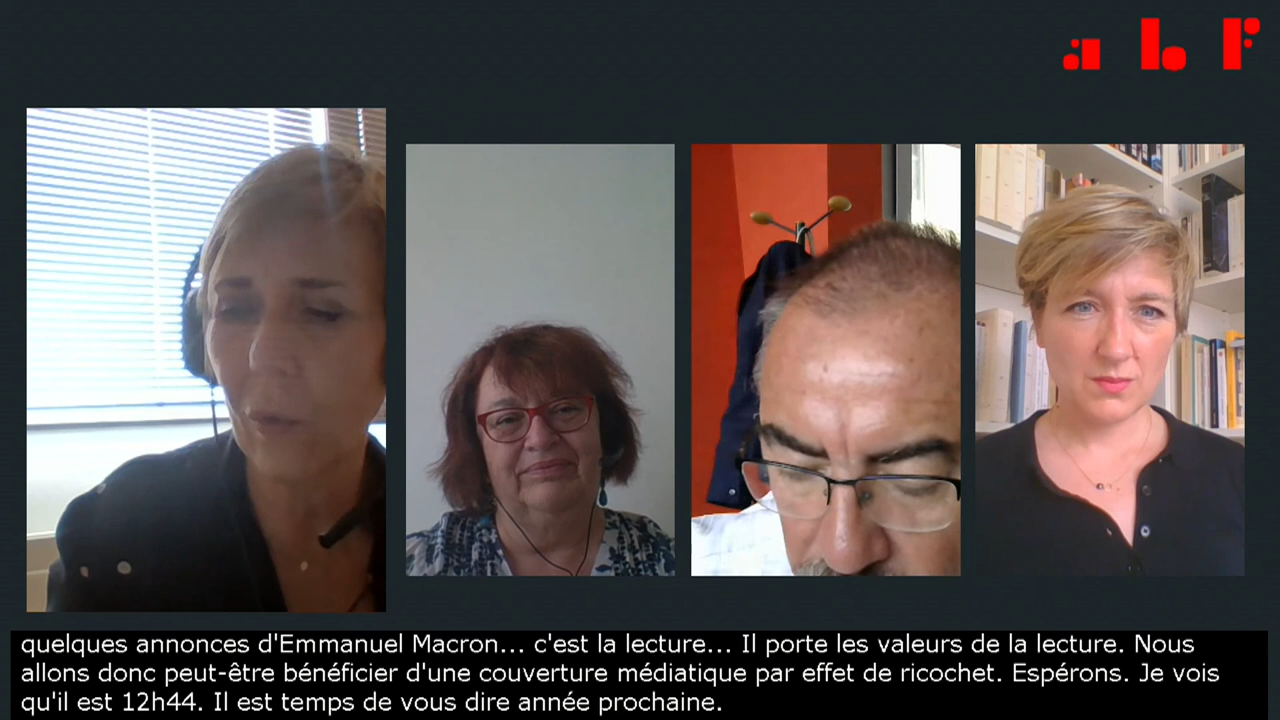 abf
quelques annonces d'Emmanuel Macron... c'est la lecture... Il porte les valeurs de la lecture. Nous
allons donc peut-être bénéficier d'une couverture médiatique par effet de ricochet. Espérons. Je vois
qu'il est 12h44. Il est temps de vous dire année prochaine.